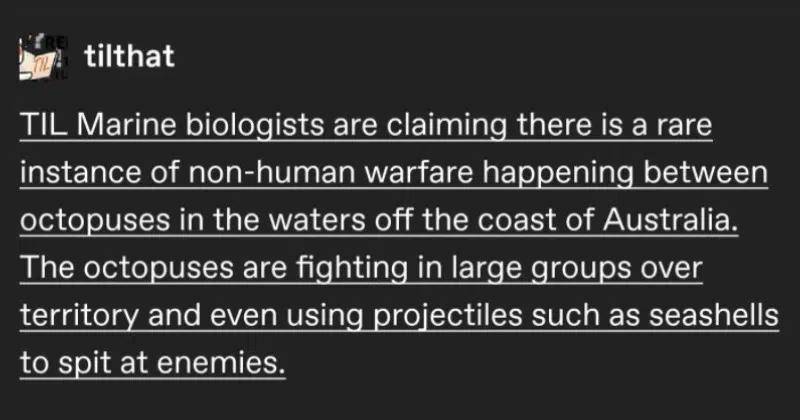 tilthat
TIL Marine biologists are claiming there is a rare
instance of non-human warfare happening between
octopuses in the waters off the coast of Australia.
The octopuses are fighting in large groups over
territory and even using projectiles such as seashells
to spit at enemies.